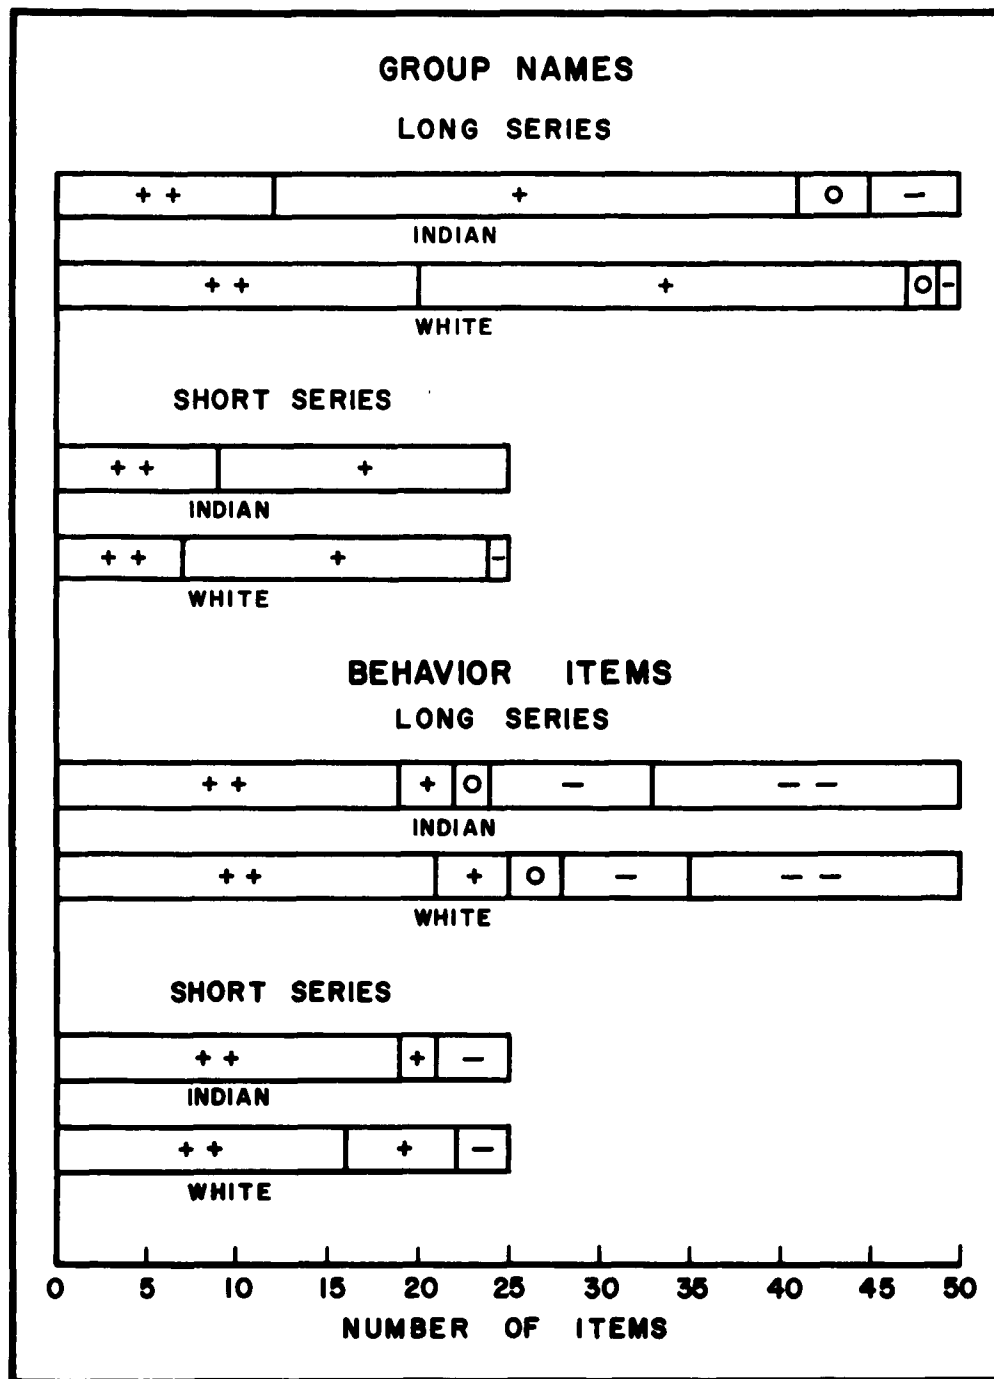 GROUP NAMES
LONG SERIES
+ + + O -
INDIAN
+ + + O -
WHITE
SHORT SERIES
+ + +
INDIAN
+ + + -
WHITE
BEHAVIOR ITEMS
LONG SERIES
+ + + O - - -
INDIAN
+ + + O - - -
WHITE
SHORT SERIES
+ + + -
INDIAN
+ + + -
WHITE
0 5 10 15 20 25 30 35 40 45 50
NUMBER OF ITEMS